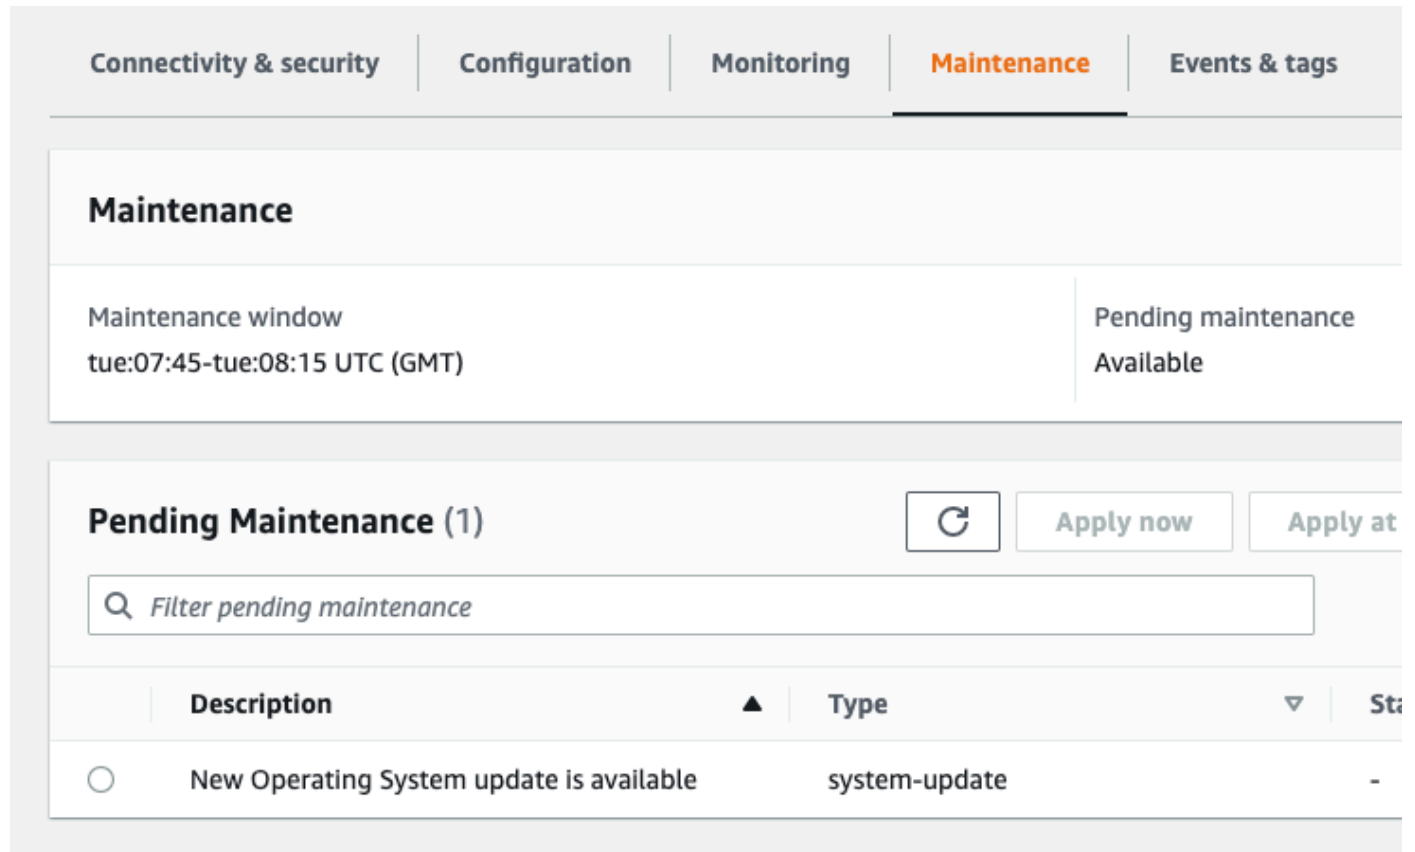 Connectivity & security Configuration Monitoring Maintenance Events & tags
Maintenance
Maintenance window Pending maintenance
tue:07:45-tue:08:15 UTC (GMT) Available
Pending Maintenance (1) Apply now Apply at
Filter pending maintenance
Description Type Sta
New Operating System update is available system-update -